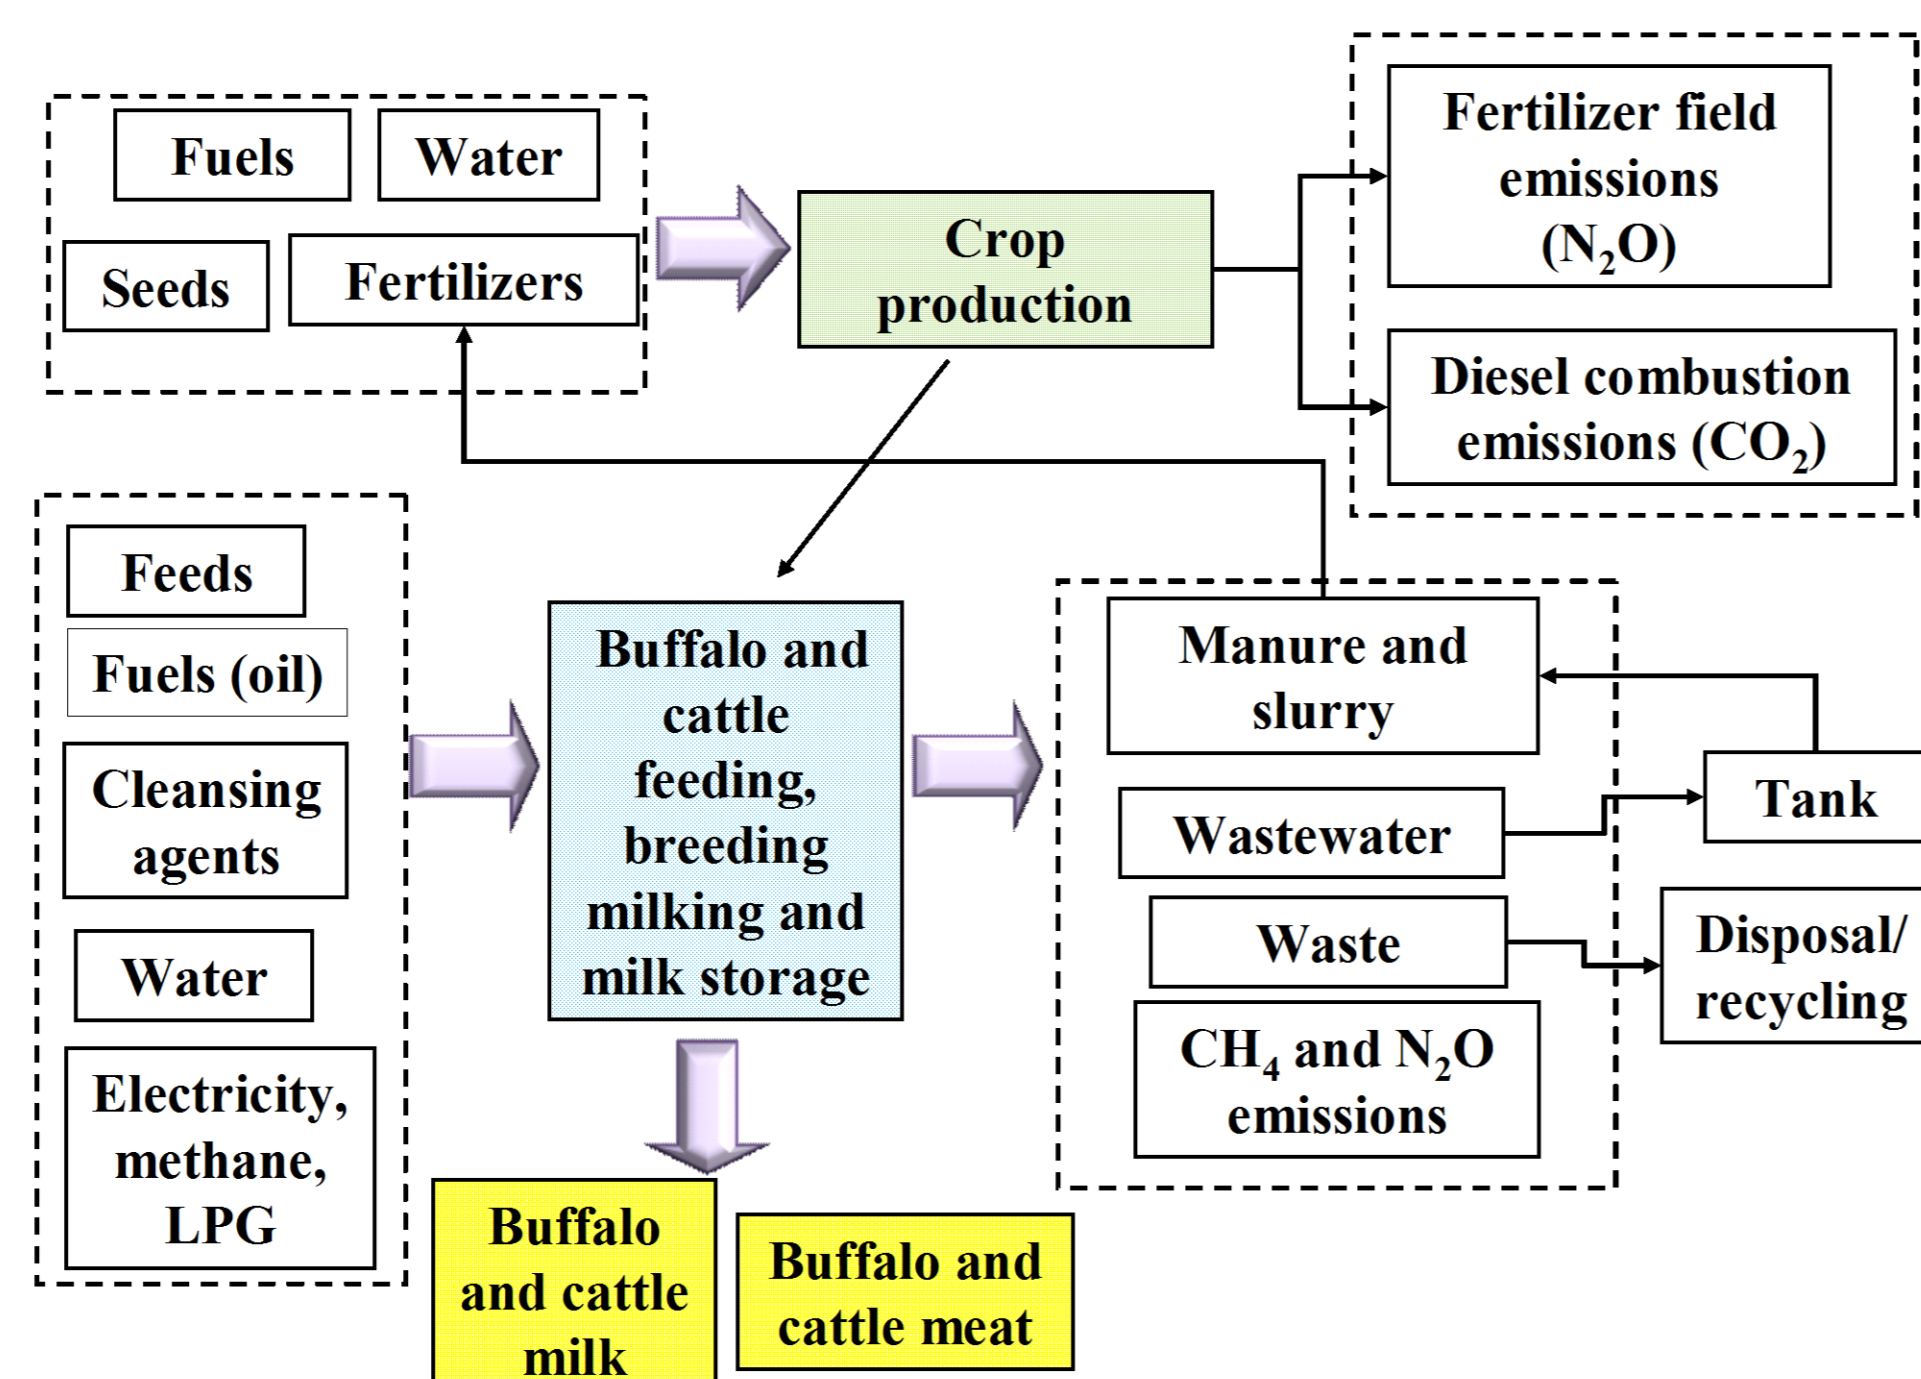 Fuels
Water
Seeds
Fertilizers
Crop
production
Fertilizer field
emissions
(N₂O)
Diesel combustion
emissions (CO₂)
Feeds
Fuels (oil)
Cleansing
agents
Water
Electricity,
methane,
LPG
Buffalo and
cattle
feeding,
breeding
milking and
milk storage
Manure and
slurry
Wastewater
Waste
CH₄ and N₂O
emissions
Tank
Disposal/
recycling
Buffalo
and cattle
milk
Buffalo and
cattle meat